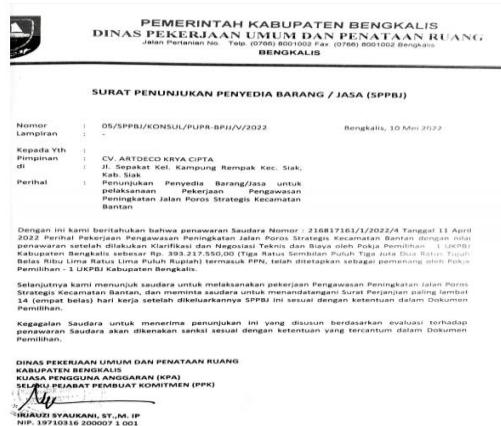 PEMERINTAH KABUPATEN BENGKALIS
DINAS PEKERJAAN UMUM DAN PENATAAN RUANG
Jalan Pertanian No. Telp. (0766) 8001002 Fax. (0766) 8001002 Bengkalis
BENGKALIS
SURAT PENUNJUKAN PENYEDIA BARANG / JASA (SPPBJ)
Nomor : 05/SPPBJ/KONSUL/PUPR-BPJJ/V/2022 Bengkalis, 10 Mei 2022
Lampiran : -
Kepada Yth :
Pimpinan : CV. ARTDECO KRYA CIPTA
di : Jl. Sepakat Kel. Kampung Rempak Kec. Siak,
Kab. Siak
Perihal : Penunjukan Penyedia Barang/Jasa untuk
pelaksanaan Pekerjaan Pengawasan
Peningkatan Jalan Poros Strategis Kecamatan
Bantan
Dengan ini kami beritahukan bahwa penawaran Saudara Nomor : 216817161/1/2022/4 Tanggal 11 April
2022 Perihal Pekerjaan Pengawasan Peningkatan Jalan Poros Strategis Kecamatan Bantan dengan nilai
penawaran setelah dilakukan Klarifikasi dan Negosiasi Teknis dan Biaya oleh Pokja Pemilihan - 1 UKPBJ
Kabupaten Bengkalis sebesar Rp. 393.217.550,00 (Tiga Ratus Sembilan Puluh Tiga Juta Dua Ratus Tujuh
Belas Ribu Lima Ratus Lima Puluh Rupiah) termasuk PPN, telah ditetapkan sebagai pemenang oleh Pokja
Pemilihan - 1 UKPBJ Kabupaten Bengkalis.
Selanjutnya kami menunjuk saudara untuk melaksanakan pekerjaan Pengawasan Peningkatan Jalan Poros
Strategis Kecamatan Bantan, dan meminta saudara untuk menandatangani Surat Perjanjian paling lambat
14 (empat belas) hari kerja setelah dikeluarkannya SPPBJ ini sesuai dengan ketentuan dalam Dokumen
Pemilihan.
Kegagalan Saudara untuk menerima penunjukan ini yang disusun berdasarkan evaluasi terhadap
penawaran Saudara akan dikenakan sanksi sesuai dengan ketentuan yang tercantum dalam Dokumen
Pemilihan.
DINAS PEKERJAAN UMUM DAN PENATAAN RUANG
KABUPATEN BENGKALIS
KUASA PENGGUNA ANGGARAN (KPA)
SELAKU PEJABAT PEMBUAT KOMITMEN (PPK)
IRJAUZI SYAUKANI, ST.,M. IP
NIP. 19710316 200007 1 001